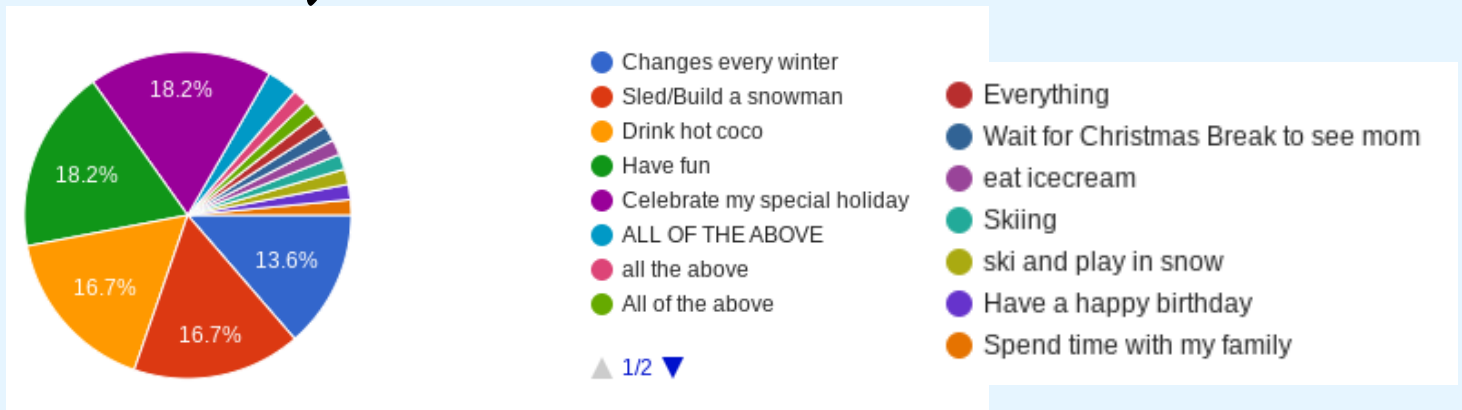 18.2%
18.2%
16.7%
16.7%
13.6%
Changes every winter
Sled/Build a snowman
Drink hot coco
Have fun
Celebrate my special holiday
ALL OF THE ABOVE
all the above
All of the above
1/2
Everything
Wait for Christmas Break to see mom
eat icecream
Skiing
ski and play in snow
Have a happy birthday
Spend time with my family